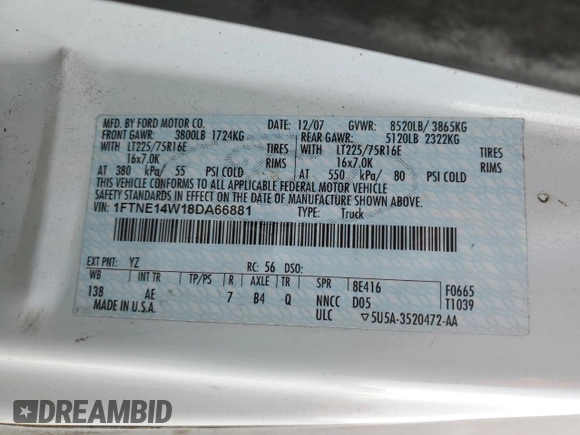 MFD. BY FORD MOTOR CO. DATE: 12/07 GVWR: 8520LB/ 3865KG
FRONT GAWR: 3800LB 1724KG REAR GAWR: 5120LB 2322KG
WITH LT225/75R16E TIRES WITH LT225/75R16E TIRES
16x7.0K RIMS 16x7.0K RIMS
AT 380 kPa/ 55 PSI COLD AT 550 kPa/ 80 PSI COLD
THIS VEHICLE CONFORMS TO ALL APPLICABLE FEDERAL MOTOR VEHICLE
SAFETY STANDARDS IN EFFECT ON THE DATE OF MANUFACTURE SHOWN ABOVE.
VIN: 1FTNE14W18DA66881 TYPE: Truck
EXT PNT: YZ RC: 56 DSO:
WB INT TR TP/PS R AXLE TR SPR 8E416 F0665
138 AE 7 B4 Q NNCC D05 T1039
MADE IN U.S.A. ULC ▽5U5A-3520472-AA
DREAMBID